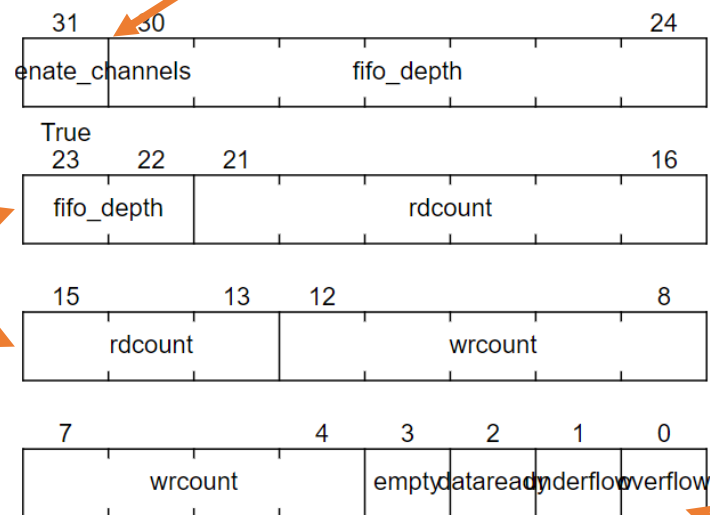 31 30 24
enate_channels fifo_depth
True
23 22 21 16
fifo_depth rdcount
15 13 12 8
rdcount wrcount
7 4 3 2 1 0
wrcount empty dataready underflow overflow